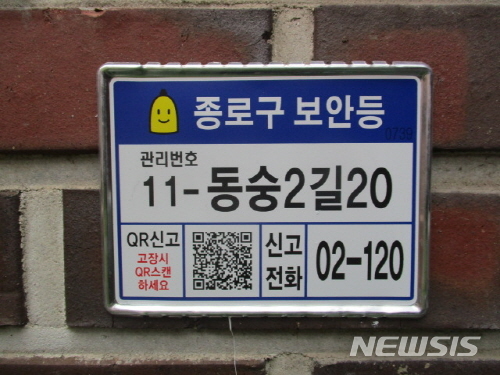 종로구 보안등
0739
관리번호
11-동숭2길20
QR신고
고장시
QR스캔
하세요
신고
전화
02-120
NEWSIS